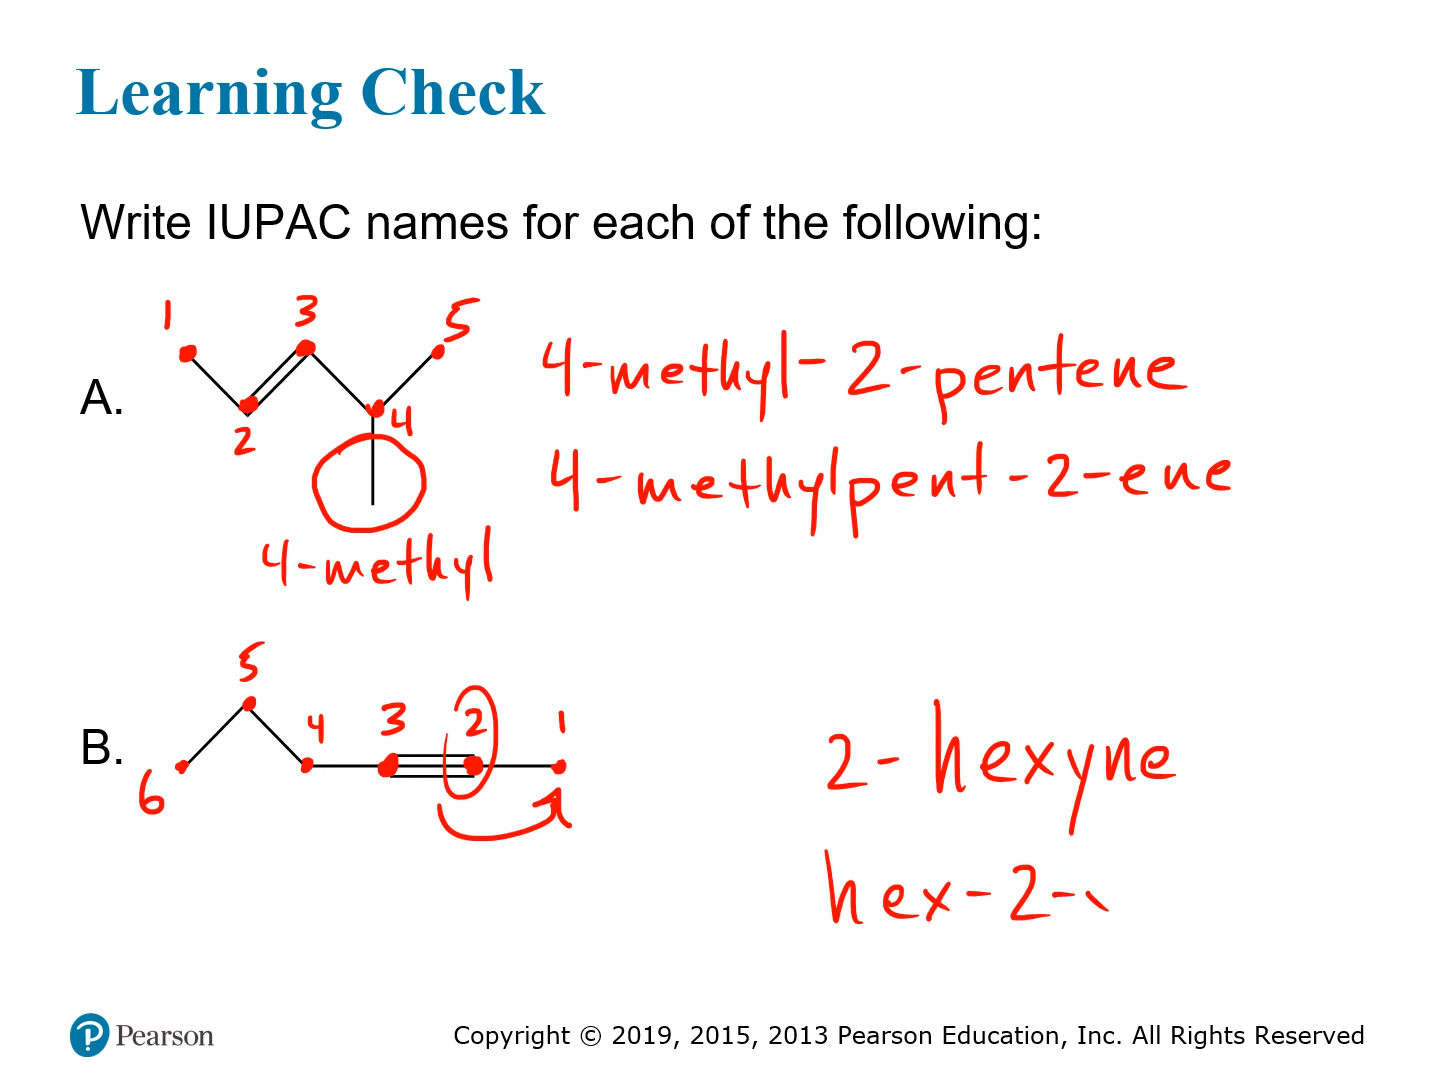 Learning Check
Write IUPAC names for each of the following:
1 3 5
A.
2 4
4-methyl-2-pentene
4-methylpent-2-ene
4-methyl
5
B.
4 3 2 1
6
2-hexyne
hex-2-
Pearson
Copyright © 2019, 2015, 2013 Pearson Education, Inc. All Rights Reserved